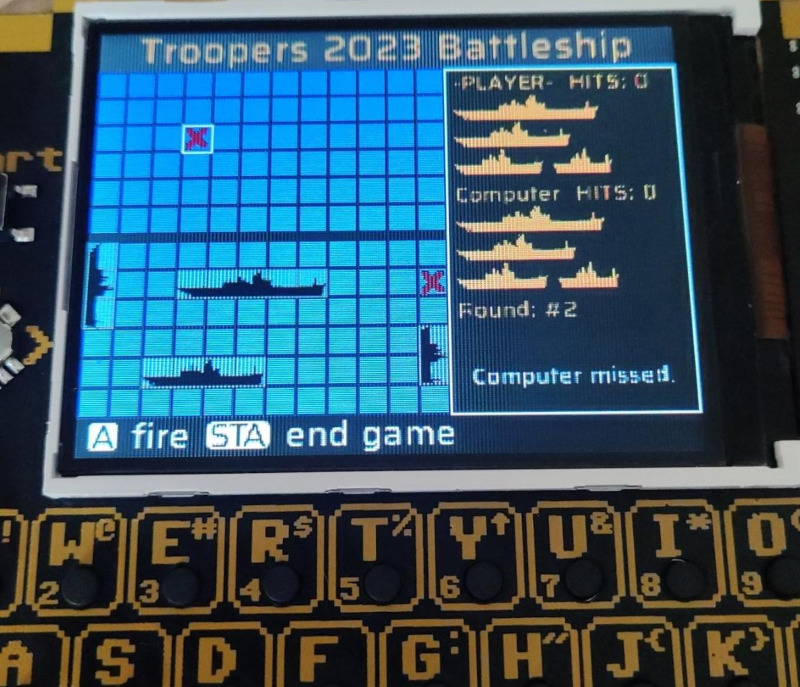 Troopers 2023 Battleship
-PLAYER- HITS: 0
Computer HITS: 0
Round: #2
Computer missed.
A fire STA end game
! W@ E# R$ T% Y↑ U& I* O
2 3 4 5 6 7 8 9
A S D F G: H" J{ K}